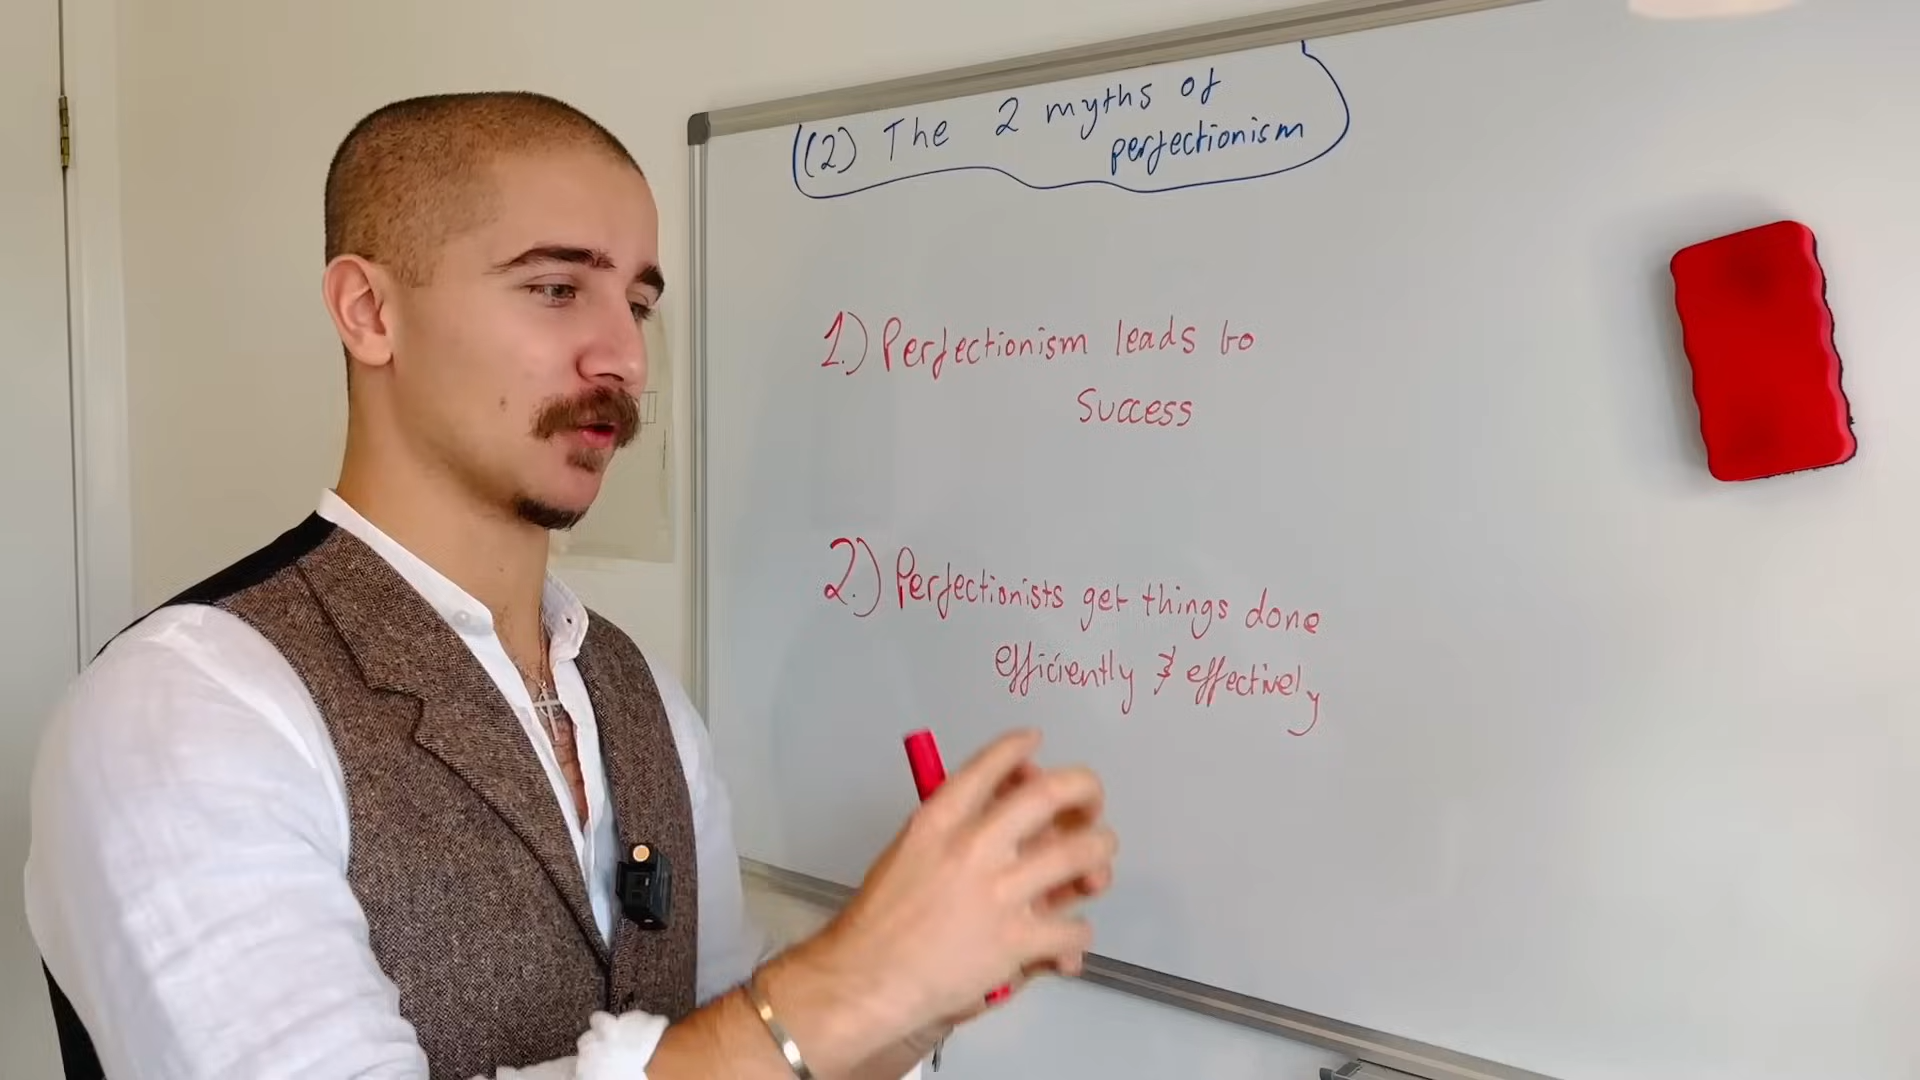 (2) The 2 myths of
perfectionism
1.) Perfectionism leads to
Success
2.) Perfectionists get things done
efficiently & effectively